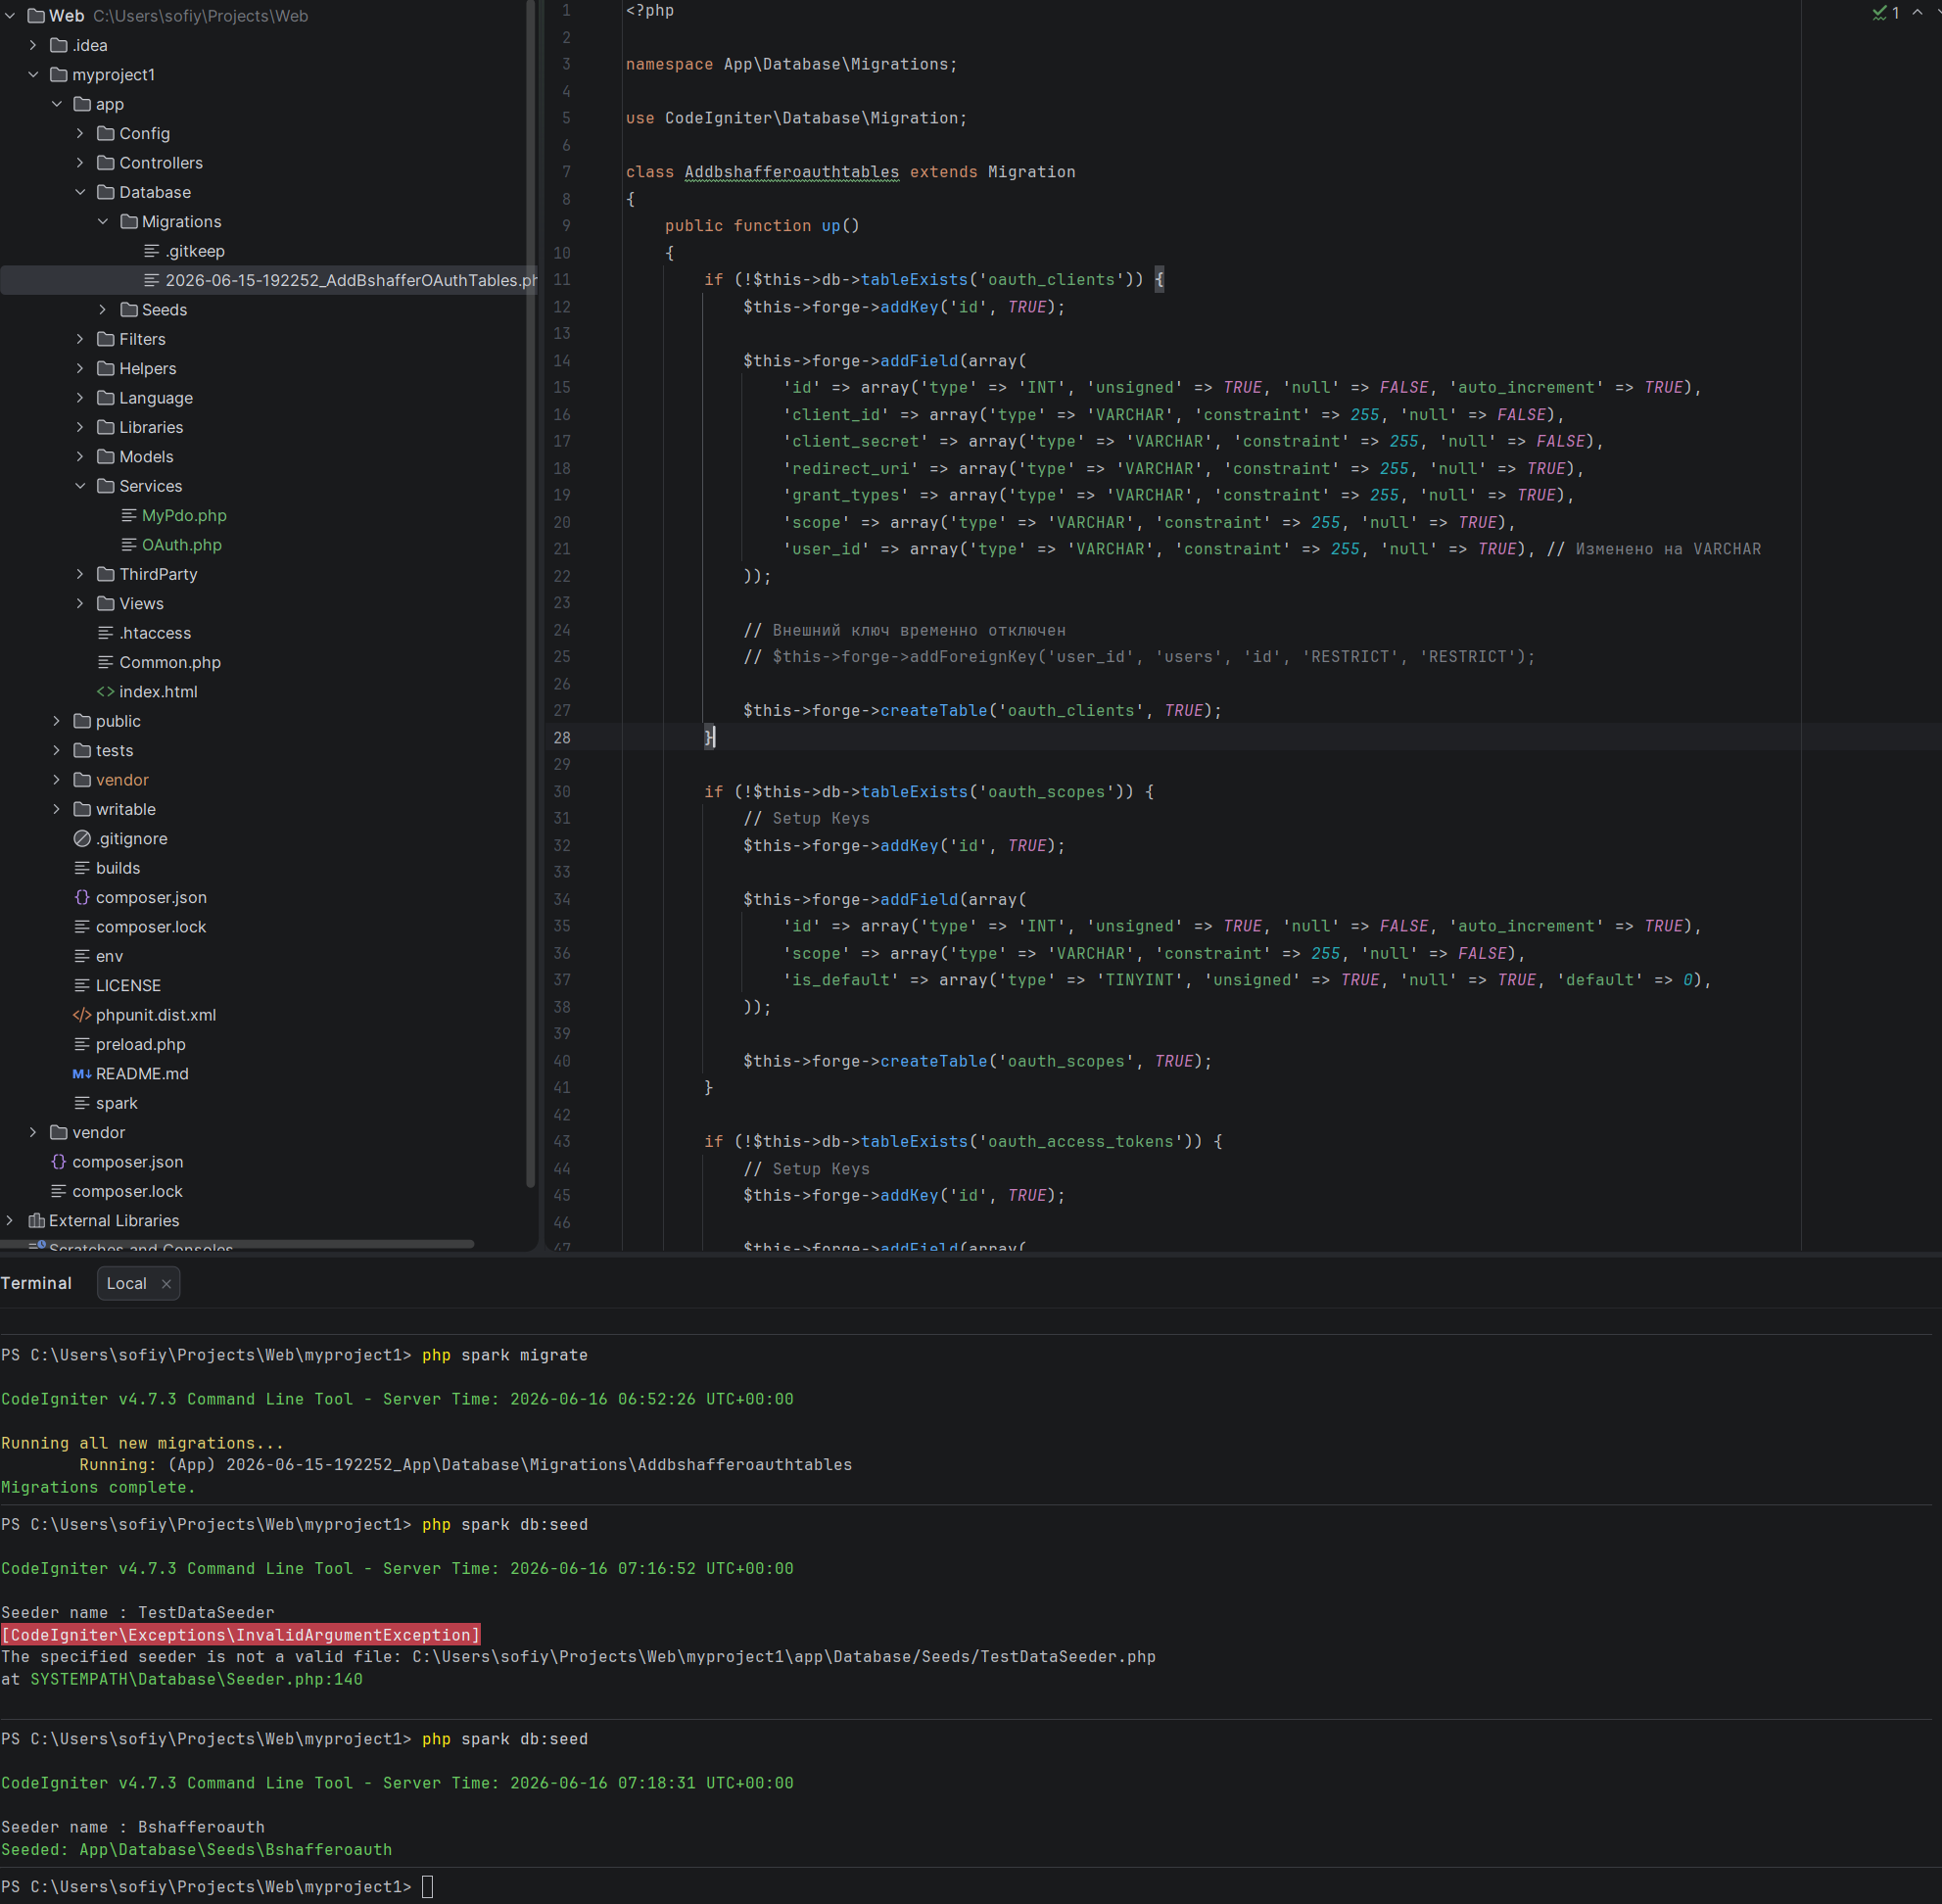 Web C:\Users\sofiy\Projects\Web
.idea
myproject1
app
Config
Controllers
Database
Migrations
.gitkeep
2026-06-15-192252_AddBshafferOAuthTables.ph
Seeds
Filters
Helpers
Language
Libraries
Models
Services
MyPdo.php
OAuth.php
ThirdParty
Views
.htaccess
Common.php
index.html
public
tests
vendor
writable
.gitignore
builds
composer.json
composer.lock
env
LICENSE
phpunit.dist.xml
preload.php
README.md
spark
vendor
composer.json
composer.lock
External Libraries
Scratches and Consoles
1
1 <?php
2
3 namespace App\Database\Migrations;
4
5 use CodeIgniter\Database\Migration;
6
7 class Addbshafferoauthtables extends Migration
8 {
9 public function up()
10 {
11 if (!$this->db->tableExists('oauth_clients')) {
12 $this->forge->addKey('id', TRUE);
13
14 $this->forge->addField(array(
15 'id' => array('type' => 'INT', 'unsigned' => TRUE, 'null' => FALSE, 'auto_increment' => TRUE),
16 'client_id' => array('type' => 'VARCHAR', 'constraint' => 255, 'null' => FALSE),
17 'client_secret' => array('type' => 'VARCHAR', 'constraint' => 255, 'null' => FALSE),
18 'redirect_uri' => array('type' => 'VARCHAR', 'constraint' => 255, 'null' => TRUE),
19 'grant_types' => array('type' => 'VARCHAR', 'constraint' => 255, 'null' => TRUE),
20 'scope' => array('type' => 'VARCHAR', 'constraint' => 255, 'null' => TRUE),
21 'user_id' => array('type' => 'VARCHAR', 'constraint' => 255, 'null' => TRUE), // Изменено на VARCHAR
22 ));
23
24 // Внешний ключ временно отключен
25 // $this->forge->addForeignKey('user_id', 'users', 'id', 'RESTRICT', 'RESTRICT');
26
27 $this->forge->createTable('oauth_clients', TRUE);
28 }
29
30 if (!$this->db->tableExists('oauth_scopes')) {
31 // Setup Keys
32 $this->forge->addKey('id', TRUE);
33
34 $this->forge->addField(array(
35 'id' => array('type' => 'INT', 'unsigned' => TRUE, 'null' => FALSE, 'auto_increment' => TRUE),
36 'scope' => array('type' => 'VARCHAR', 'constraint' => 255, 'null' => FALSE),
37 'is_default' => array('type' => 'TINYINT', 'unsigned' => TRUE, 'null' => TRUE, 'default' => 0),
38 ));
39
40 $this->forge->createTable('oauth_scopes', TRUE);
41 }
42
43 if (!$this->db->tableExists('oauth_access_tokens')) {
44 // Setup Keys
45 $this->forge->addKey('id', TRUE);
46
47 $this->forge->addField(array(
Terminal Local
PS C:\Users\sofiy\Projects\Web\myproject1> php spark migrate
CodeIgniter v4.7.3 Command Line Tool - Server Time: 2026-06-16 06:52:26 UTC+00:00
Running all new migrations...
Running: (App) 2026-06-15-192252_App\Database\Migrations\Addbshafferoauthtables
Migrations complete.
PS C:\Users\sofiy\Projects\Web\myproject1> php spark db:seed
CodeIgniter v4.7.3 Command Line Tool - Server Time: 2026-06-16 07:16:52 UTC+00:00
Seeder name : TestDataSeeder
[CodeIgniter\Exceptions\InvalidArgumentException]
The specified seeder is not a valid file: C:\Users\sofiy\Projects\Web\myproject1\app\Database/Seeds/TestDataSeeder.php
at SYSTEMPATH\Database\Seeder.php:140
PS C:\Users\sofiy\Projects\Web\myproject1> php spark db:seed
CodeIgniter v4.7.3 Command Line Tool - Server Time: 2026-06-16 07:18:31 UTC+00:00
Seeder name : Bshafferoauth
Seeded: App\Database\Seeds\Bshafferoauth
PS C:\Users\sofiy\Projects\Web\myproject1>